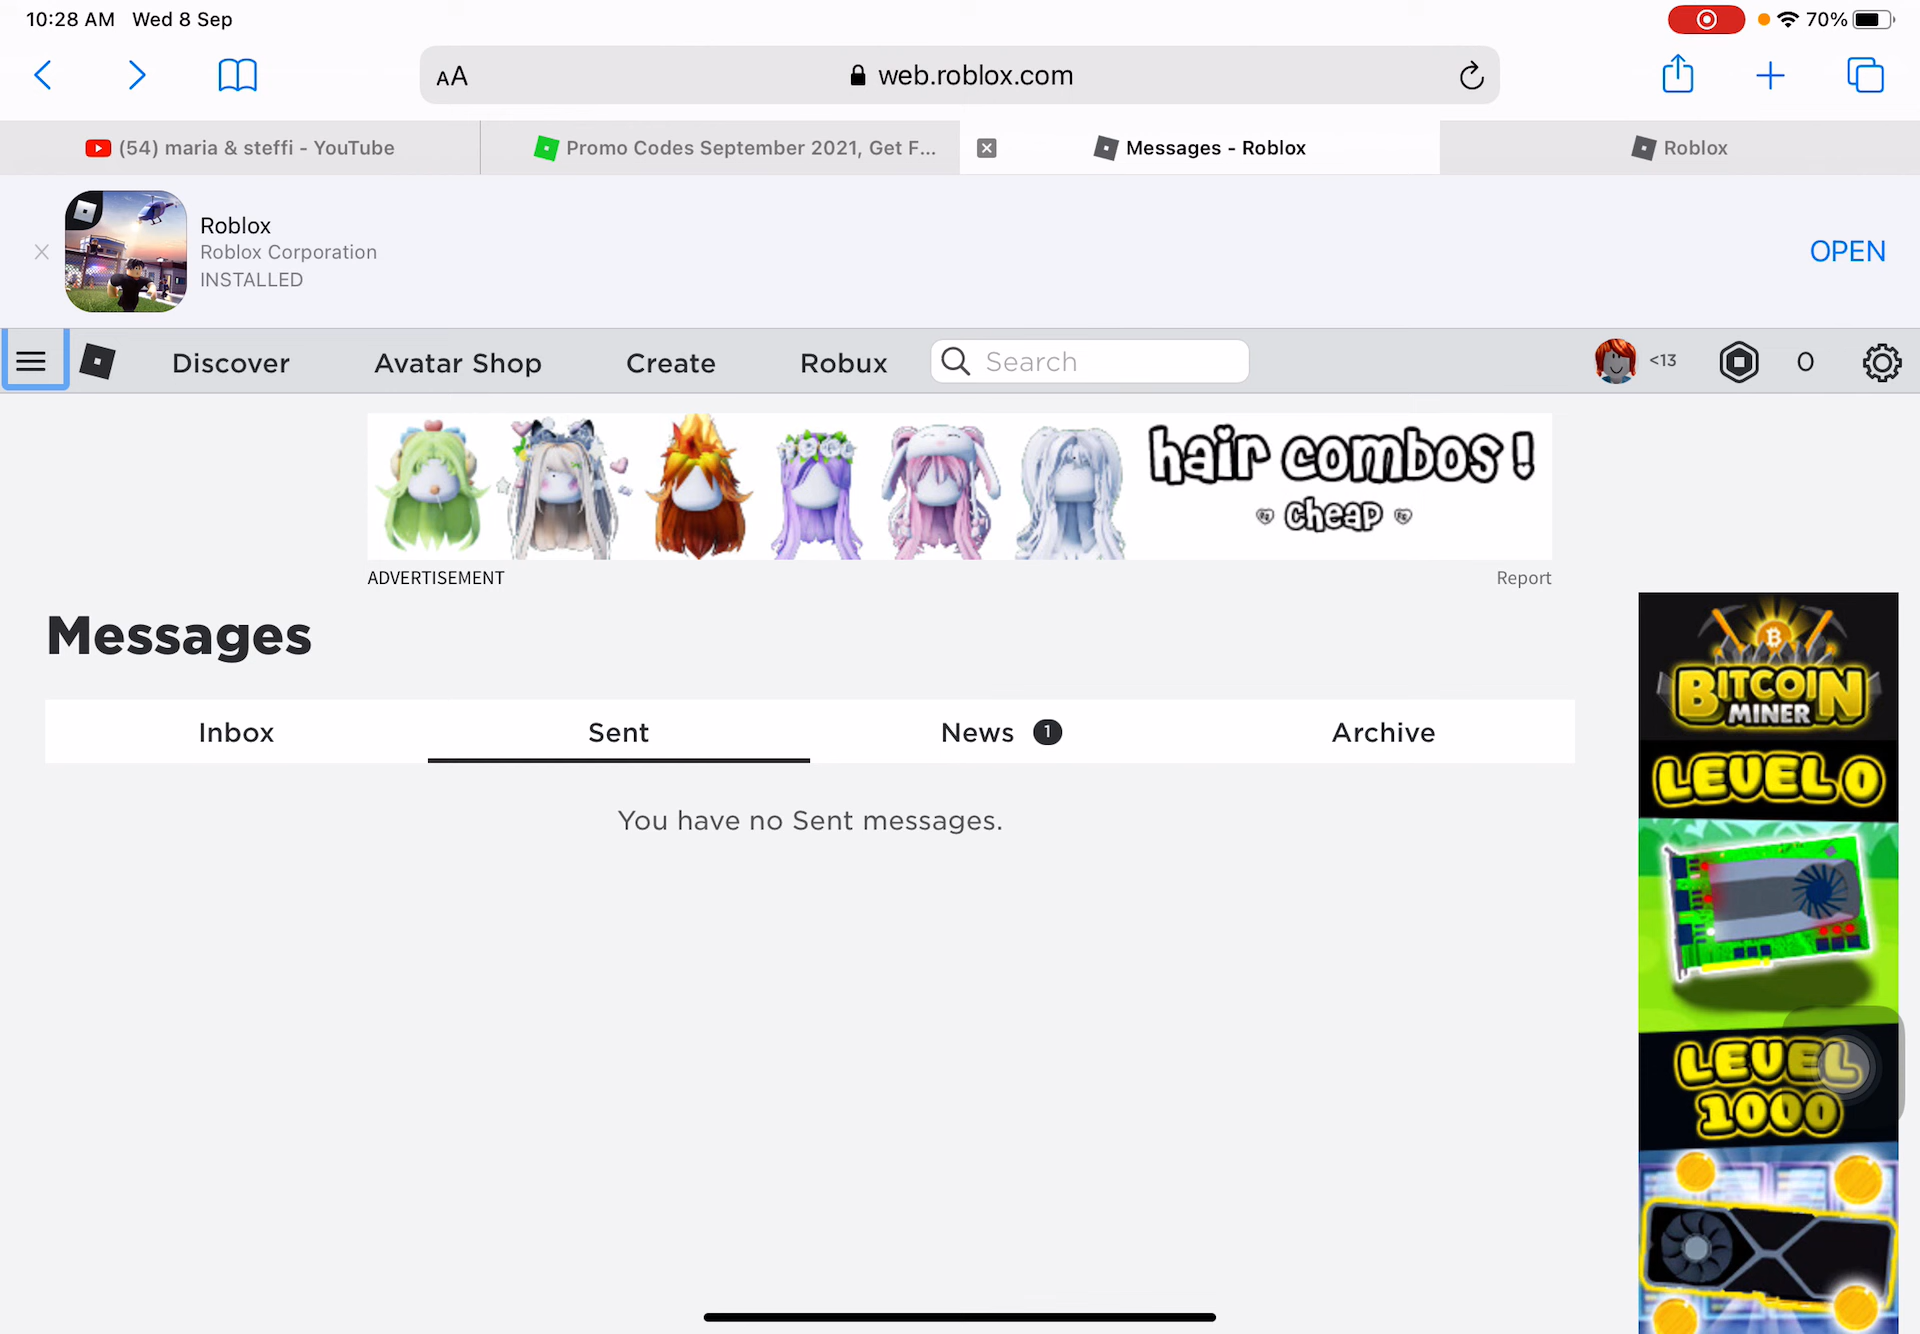 10:28 AM Wed 8 Sep
70%
AA
web.roblox.com
(54) maria & steffi - YouTube
Promo Codes September 2021, Get F...
Messages - Roblox
Roblox
Roblox
Roblox Corporation
INSTALLED
OPEN
Discover
Avatar Shop
Create
Robux
Search
<13
0
hair combos!
cheap
ADVERTISEMENT
Report
Messages
Inbox
Sent
News 1
Archive
You have no Sent messages.
BITCOIN
MINER
LEVEL 0
LEVEL
1000